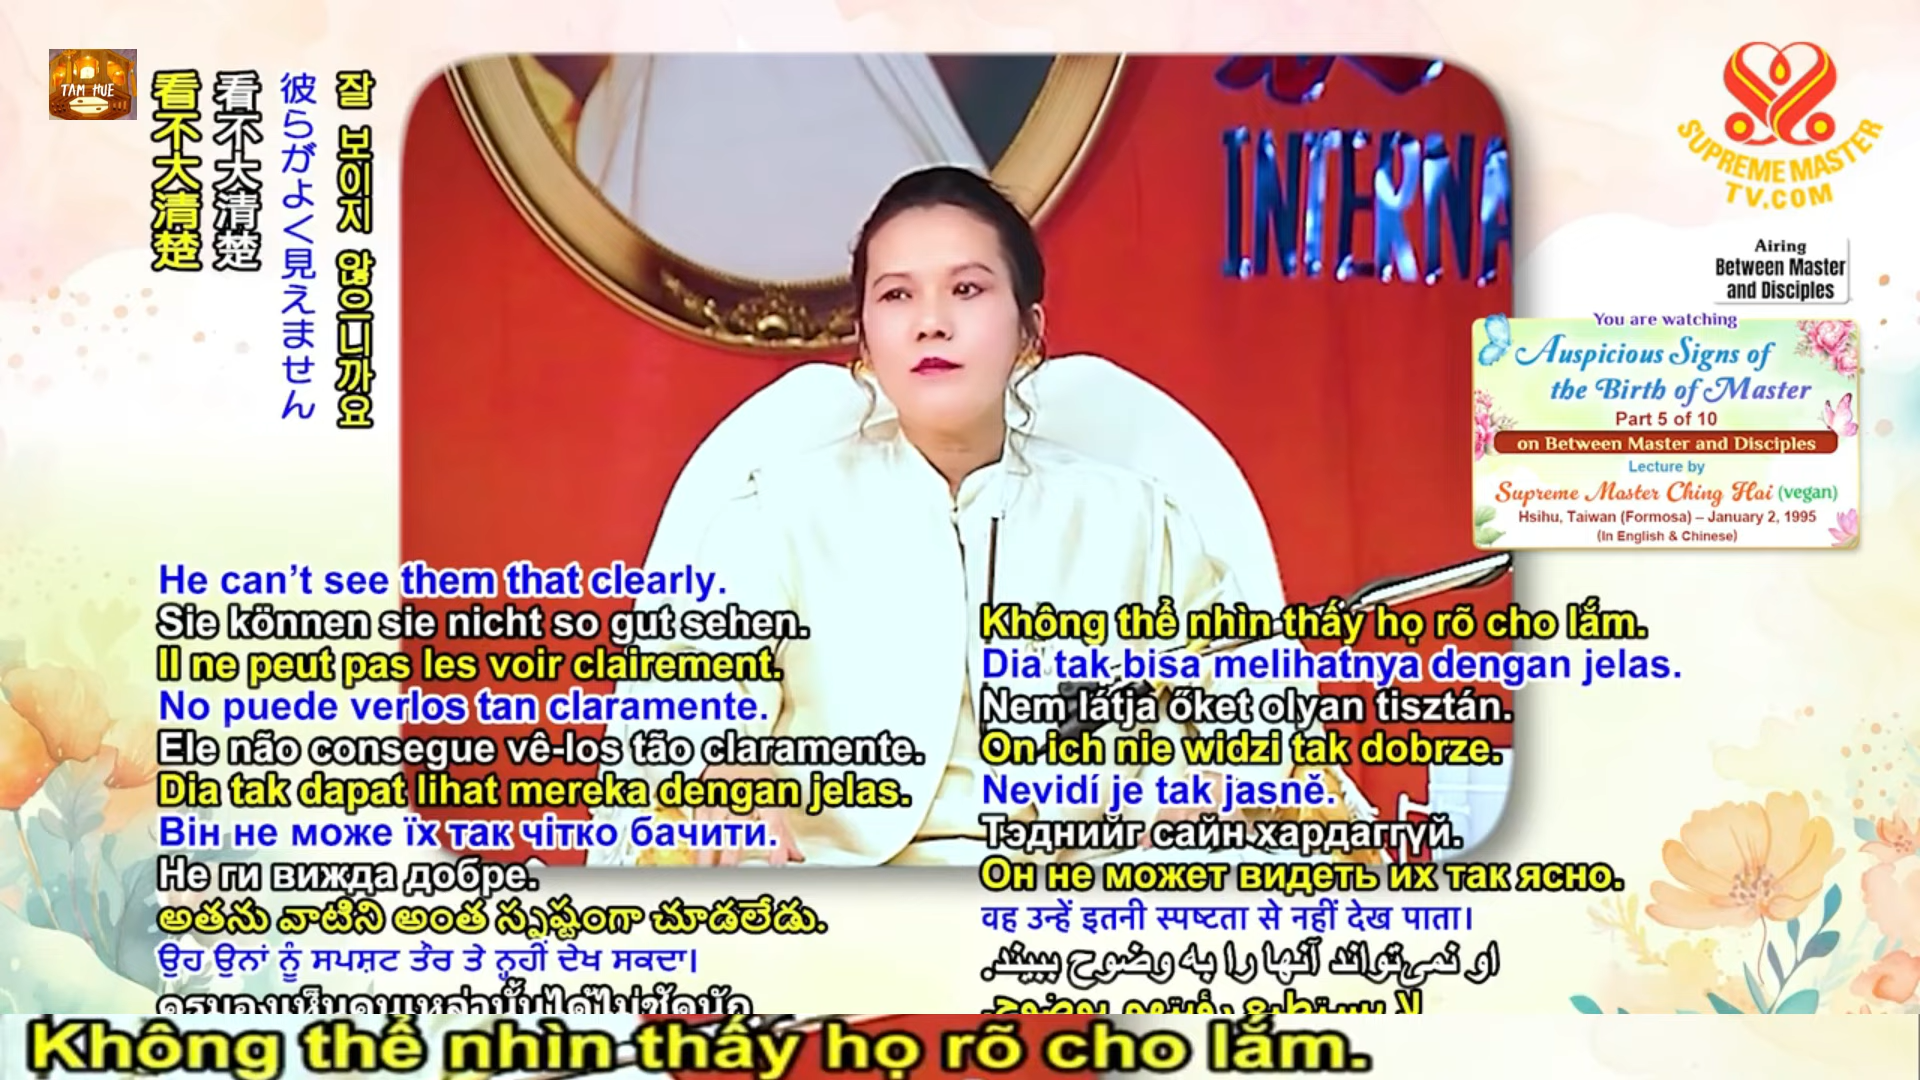 TAM HUE
看不大清楚
看不大清楚
彼らがよく見えません
잘 보이지 않으니까요
INTERNA
SUPREME MASTER
TV.COM
Airing
Between Master
and Disciples
You are watching
Auspicious Signs of
the Birth of Master
Part 5 of 10
on Between Master and Disciples
Lecture by
Supreme Master Ching Hai (vegan)
Hsihu, Taiwan (Formosa) – January 2, 1995
(In English & Chinese)
He can’t see them that clearly.
Sie können sie nicht so gut sehen.
Il ne peut pas les voir clairement.
No puede verlos tan claramente.
Ele não consegue vê-los tão claramente.
Dia tak dapat lihat mereka dengan jelas.
Він не може їх так чітко бачити.
Не ги вижда добре.
అతను వాటిని అంత స్పష్టంగా చూడలేడు.
ਉਹ ਉਨਾਂ ਨੂੰ ਸਪਸ਼ਟ ਤੌਰ ਤੇ ਨਹੀਂ ਦੇਖ ਸਕਦਾ।
Không thể nhìn thấy họ rõ cho lắm.
Dia tak bisa melihatnya dengan jelas.
Nem látja őket olyan tisztán.
On ich nie widzi tak dobrze.
Nevidí je tak jasně.
Тэднийг сайн хардаггүй.
Он не может видеть их так ясно.
वह उन्हें इतनी स्पष्टता से नहीं देख पाता।
او نمی‌تواند آنها را به وضوح ببیند.
لا يستطيع رؤيتهم بوضوح.
Không thể nhìn thấy họ rõ cho lắm.